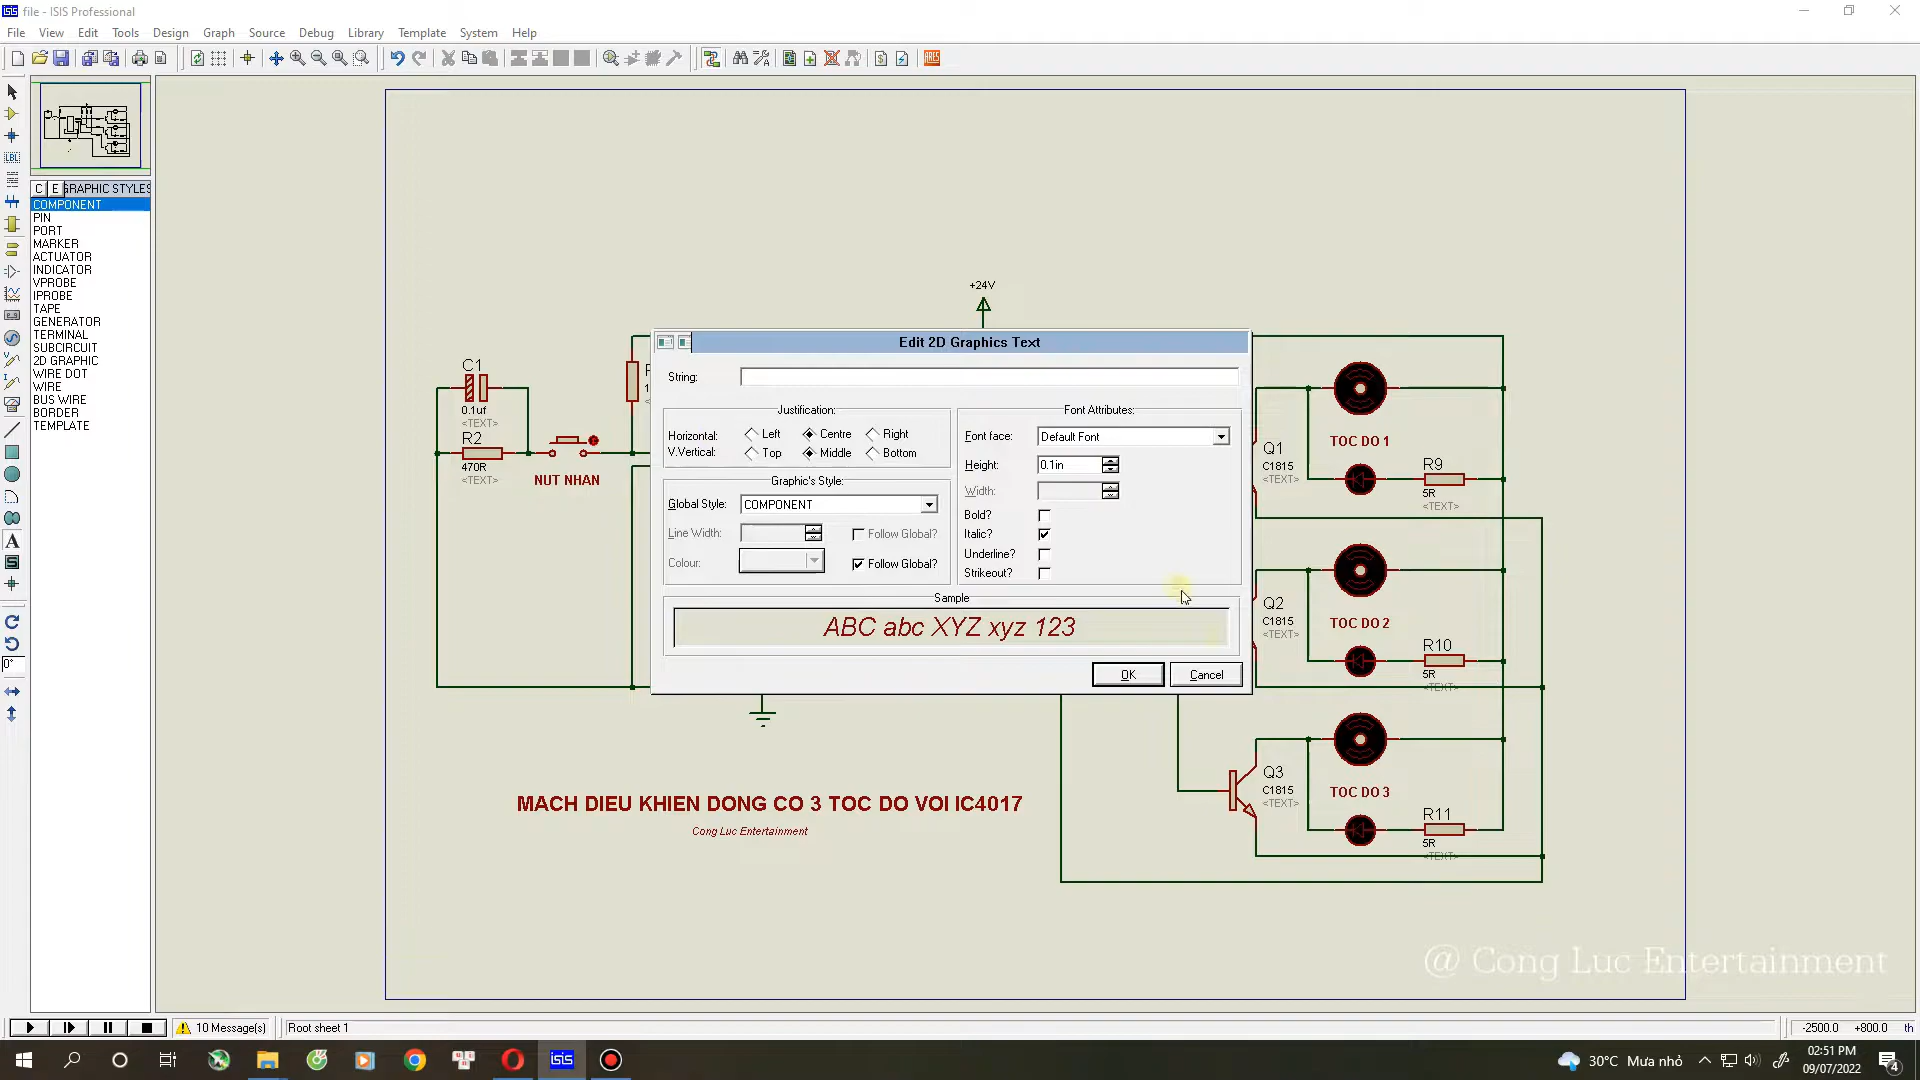 file - ISIS Professional
File View Edit Tools Design Graph Source Debug Library Template System Help
C E GRAPHIC STYLES
COMPONENT
PIN
PORT
MARKER
ACTUATOR
INDICATOR
VPROBE
IPROBE
TAPE
GENERATOR
TERMINAL
SUBCIRCUIT
2D GRAPHIC
WIRE DOT
WIRE
BUS WIRE
BORDER
TEMPLATE
LBL
0°
+24V
C1
0.1uf
<TEXT>
R2
470R
<TEXT>
NUT NHAN
Edit 2D Graphics Text
String:
Justification:
Horizontal: Left Centre Right
V.Vertical: Top Middle Bottom
Graphic's Style:
Global Style: COMPONENT
Line Width: Follow Global?
Colour: Follow Global?
Font Attributes:
Font face: Default Font
Height: 0.1in
Width:
Bold?
Italic?
Underline?
Strikeout?
Sample
ABC abc XYZ xyz 123
OK Cancel
Q1
C1815
<TEXT>
TOC DO 1
R9
5R
<TEXT>
Q2
C1815
<TEXT>
TOC DO 2
R10
5R
<TEXT>
Q3
C1815
<TEXT>
TOC DO 3
R11
5R
<TEXT>
MACH DIEU KHIEN DONG CO 3 TOC DO VOI IC4017
Cong Luc Entertainment
@ Cong Luc Entertainment
10 Message(s) Root sheet 1 -2500.0 +800.0 th
isis 30°C Mưa nhỏ 02:51 PM
09/07/2022 4